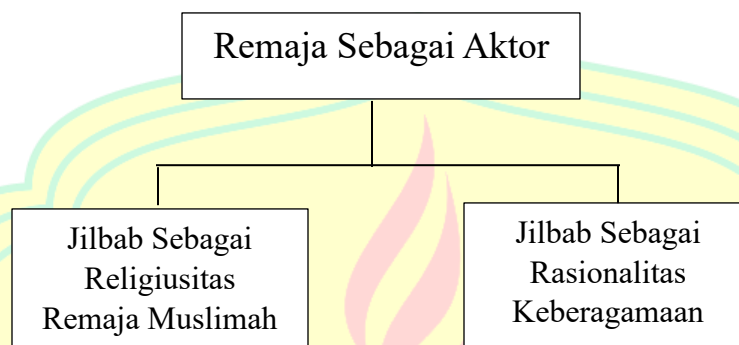 Remaja Sebagai Aktor
Jilbab Sebagai
Religiusitas
Remaja Muslimah
Jilbab Sebagai
Rasionalitas
Keberagamaan